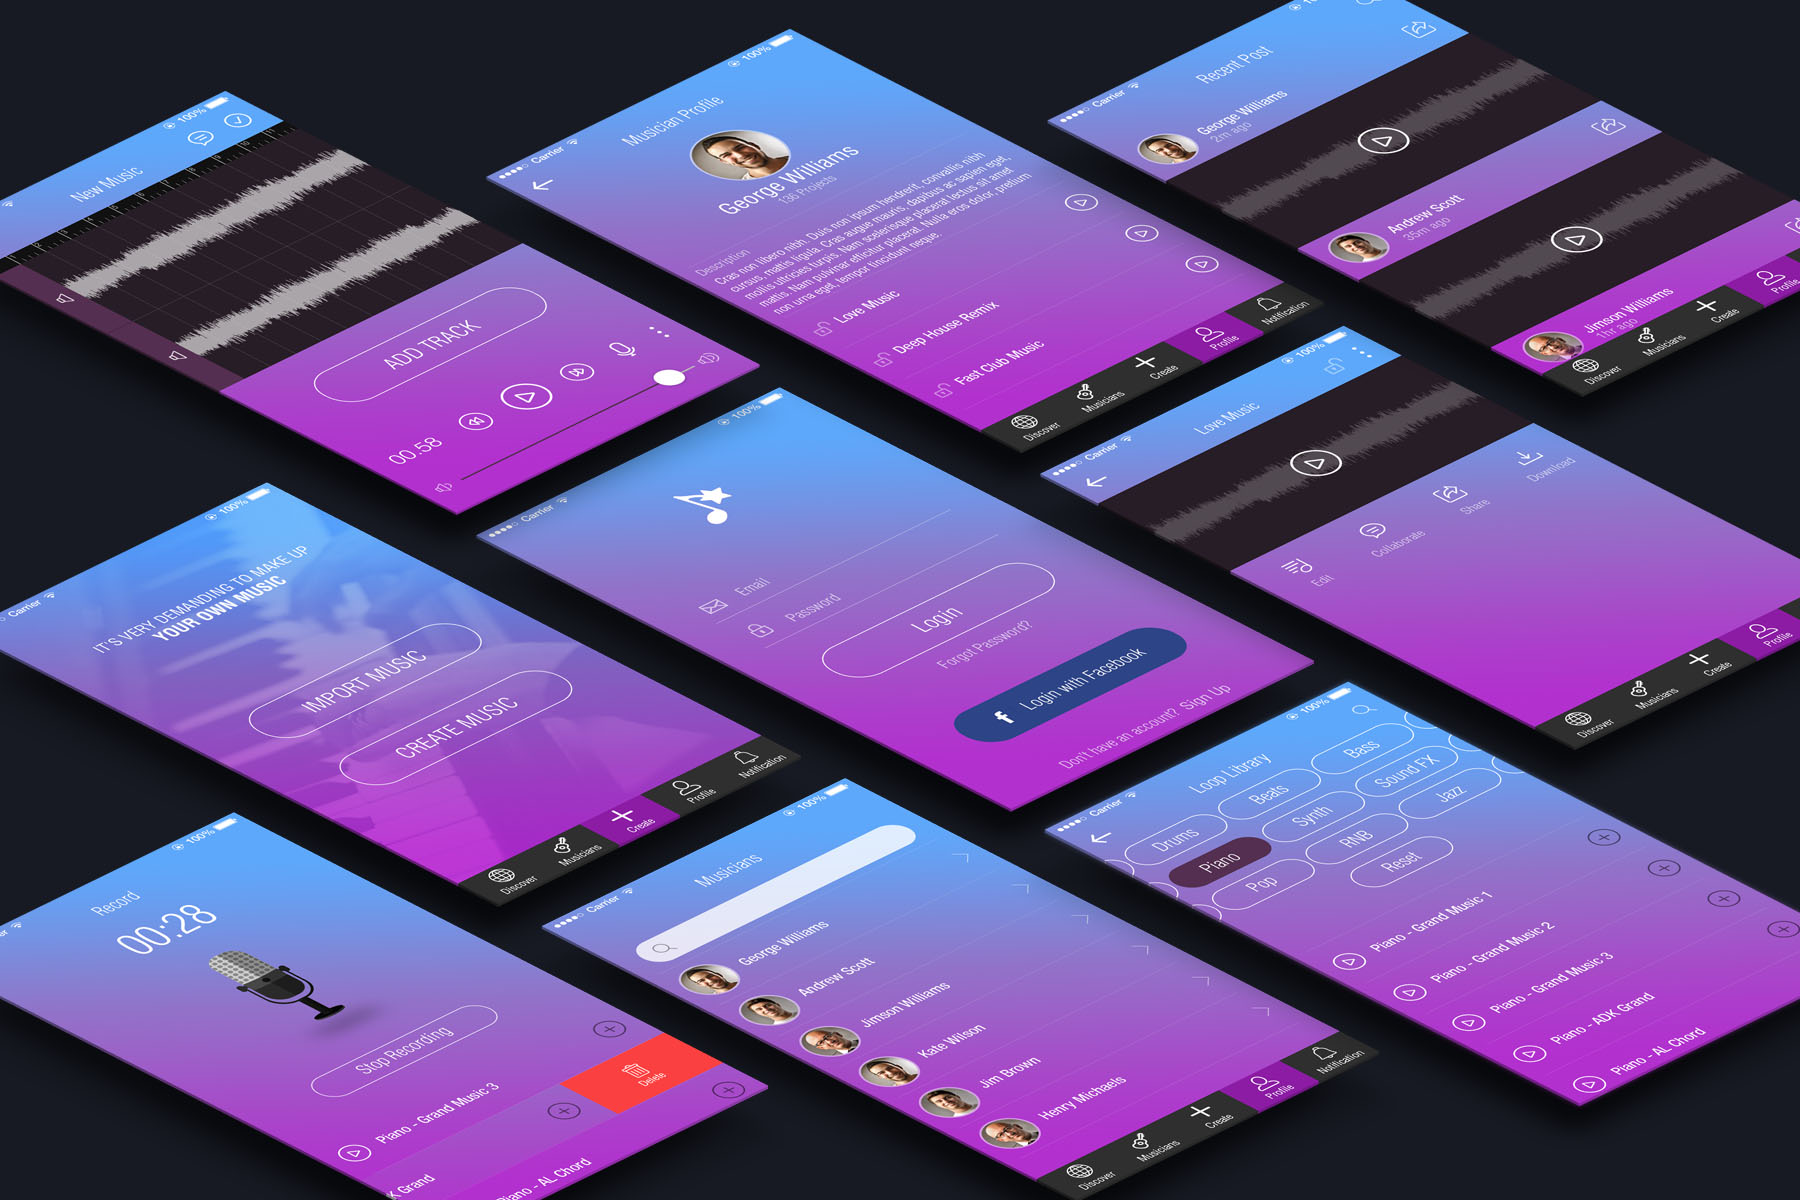 100%
New Music
2
3
4
5
6
7
8
9
10
ADD TRACK
00.58
Carrier
100%
Musician Profile
George Williams
136 Projects
Description
Cras non libero nibh. Duis non ipsum hendrerit, convallis nibh
cursus, mattis ligula. Cras augue mauris, dapibus ac sapien eget,
mollis ultricies turpis. Nam scelerisque placerat lectus sit amet
mattis. Nam pulvinar efficitur placerat. Nulla eros dolor, pretium
non urna eget, tempor tincidunt neque.
Love Music
Deep House Remix
Fast Club Music
Discover
Musicians
Create
Profile
Notification
Carrier
Recent Post
George Williams
2m ago
Andrew Scott
35m ago
Jimson Williams
1hr ago
Discover
Musicians
Create
Profile
Carrier
100%
IT'S VERY DEMANDING TO MAKE UP
YOUR OWN MUSIC
IMPORT MUSIC
CREATE MUSIC
Discover
Musicians
Create
Profile
Notification
Carrier
100%
Email
Password
Login
Forgot Password?
f Login with Facebook
Don't have an account? Sign Up
Carrier
100%
Love Music
Edit
Collaborate
Share
Download
Discover
Musicians
Create
Profile
100%
Record
00:28
Stop Recording
Piano - Grand Music 3
Delete
K Grand
Piano - AL Chord
Carrier
100%
Musicians
George Williams
Andrew Scott
Jimson Williams
Kate Wilson
Jim Brown
Henry Michaels
Discover
Musicians
Create
Profile
Notification
Carrier
100%
Loop Library
Drums
Beats
Bass
Piano
Synth
Sound FX
Pop
RNB
Jazz
Reset
Piano - Grand Music 1
Piano - Grand Music 2
Piano - Grand Music 3
Piano - ADK Grand
Piano - AL Chord